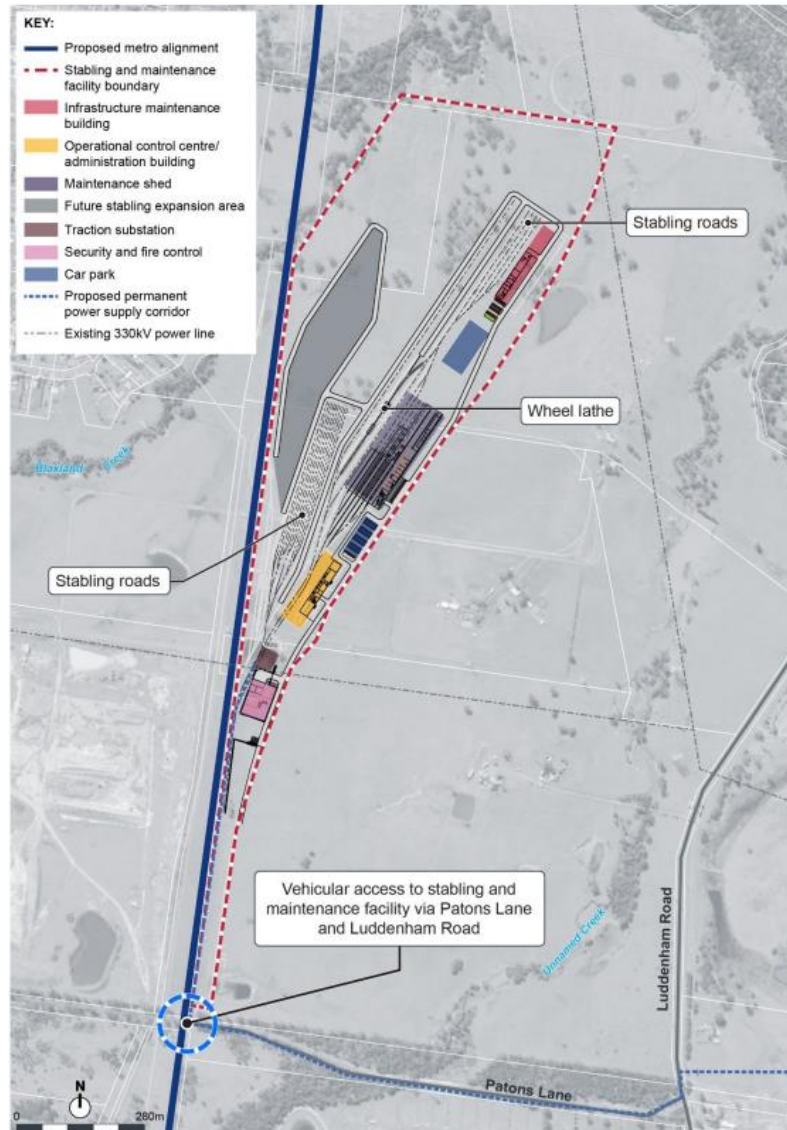 KEY:
Proposed metro alignment
Stabling and maintenance
facility boundary
Infrastructure maintenance
building
Operational control centre/
administration building
Maintenance shed
Future stabling expansion area
Traction substation
Security and fire control
Car park
Proposed permanent
power supply corridor
Existing 330kV power line
Stabling roads
Wheel lathe
Blaxland Creek
Stabling roads
Vehicular access to stabling and
maintenance facility via Patons Lane
and Luddenham Road
Unnamed Creek
Luddenham Road
Patons Lane
N
0 280m